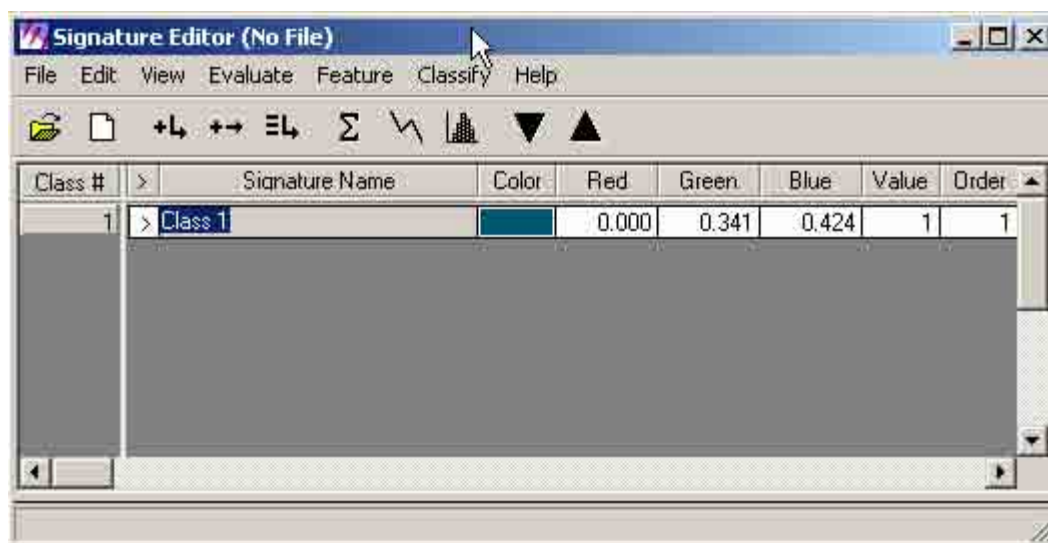 Signature Editor (No File)
File Edit View Evaluate Feature Classify Help
Σ
Class # > Signature Name Color Red Green Blue Value Order
1 > Class 1 0.000 0.341 0.424 1 1